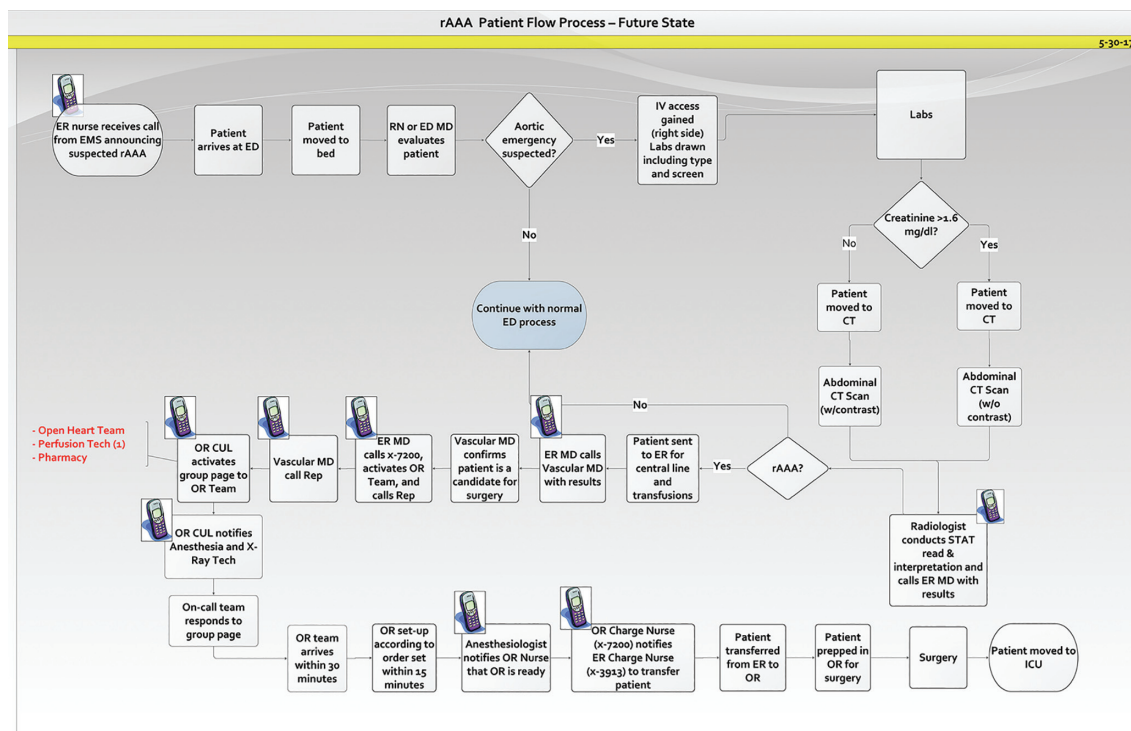 rAAA Patient Flow Process – Future State
5-30-17
ER nurse receives call
from EMS announcing
suspected rAAA
Patient
arrives at ED
Patient
moved to
bed
RN or ED MD
evaluates
patient
Aortic
emergency
suspected?
Yes
IV access
gained
(right side)
Labs drawn
including type
and screen
Labs
No
Creatinine >1.6
mg/dl?
No
Yes
Continue with normal
ED process
Patient
moved to
CT
Patient
moved to
CT
Abdominal
CT Scan
(w/contrast)
Abdominal
CT Scan
(w/o
contrast)
Radiologist
conducts STAT
read &
interpretation and
calls ER MD with
results
rAAA?
No
Yes
Patient sent
to ER for
central line
and
transfusions
ER MD calls
Vascular MD
with results
Vascular MD
confirms
patient is a
candidate for
surgery
ER MD
calls x-7200,
activates OR
Team, and
calls Rep
Vascular MD
call Rep
OR CUL
activates
group page to
OR Team
- Open Heart Team
- Perfusion Tech (1)
- Pharmacy
OR CUL notifies
Anesthesia and X-
Ray Tech
On-call team
responds to
group page
OR team
arrives
within 30
minutes
OR set-up
according to
order set
within 15
minutes
Anesthesiologist
notifies OR Nurse
that OR is ready
OR Charge Nurse
(x-7200) notifies
ER Charge Nurse
(x-3913) to transfer
patient
Patient
transferred
from ER to
OR
Patient
prepped in
OR for
surgery
Surgery
Patient moved to
ICU